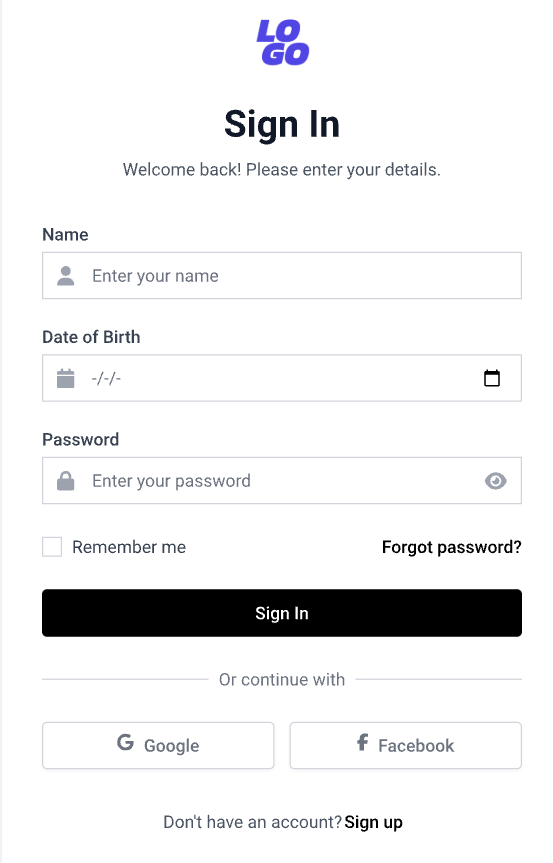 LO
GO
Sign In
Welcome back! Please enter your details.
Name
Enter your name
Date of Birth
-/-/-
Password
Enter your password
Remember me
Forgot password?
Sign In
Or continue with
G Google
f Facebook
Don't have an account? Sign up